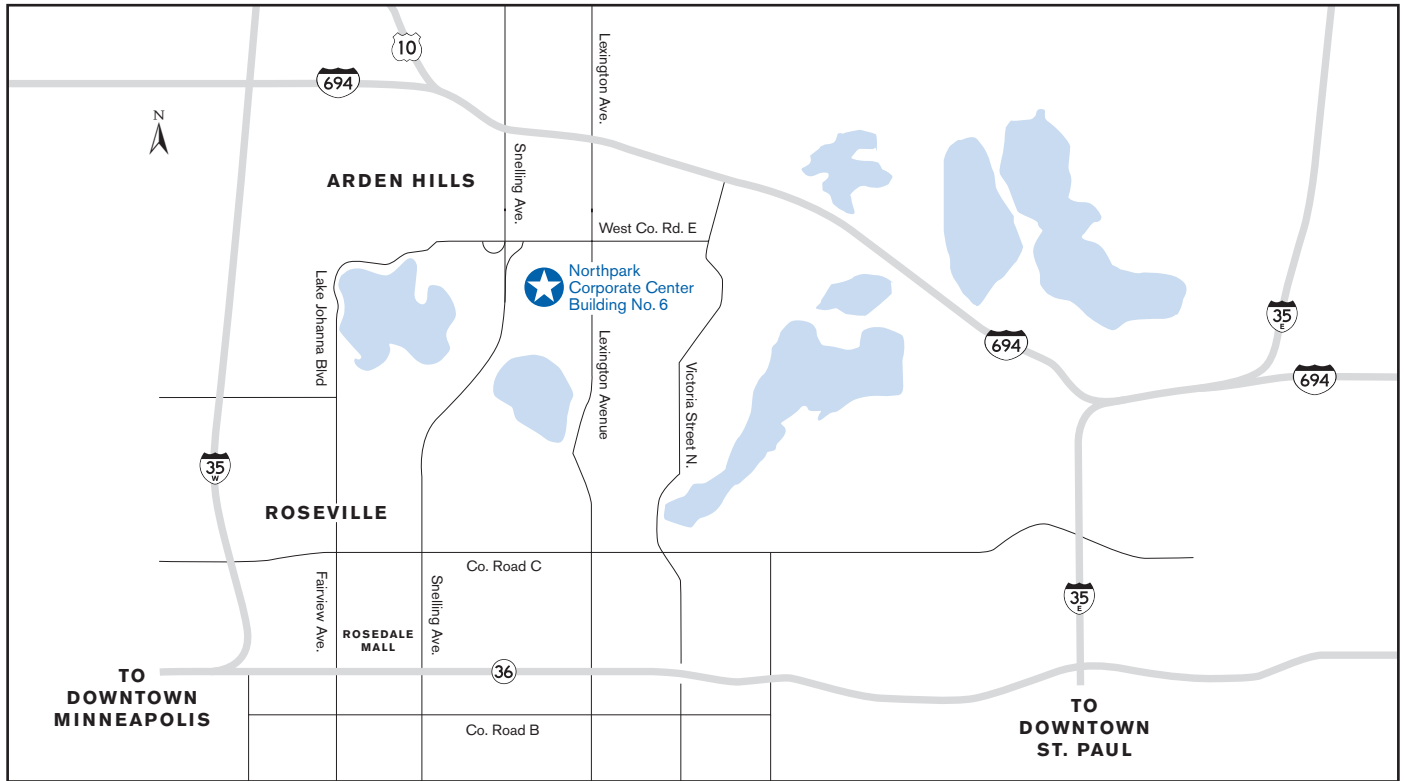 10
694
Lexington Ave.
N
Snelling Ave.
ARDEN HILLS
West Co. Rd. E
Northpark
Corporate Center
Building No. 6
Lake Johanna Blvd
35
E
694
Lexington Avenue
Victoria Street N.
694
35
W
ROSEVILLE
Co. Road C
Fairview Ave.
Snelling Ave.
35
E
ROSEDALE
MALL
36
TO
DOWNTOWN
MINNEAPOLIS
TO
DOWNTOWN
ST. PAUL
Co. Road B